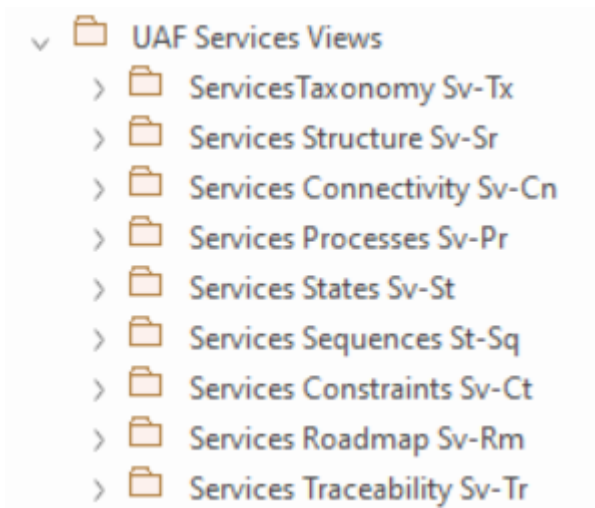 UAF Services Views
ServicesTaxonomy Sv-Tx
Services Structure Sv-Sr
Services Connectivity Sv-Cn
Services Processes Sv-Pr
Services States Sv-St
Services Sequences St-Sq
Services Constraints Sv-Ct
Services Roadmap Sv-Rm
Services Traceability Sv-Tr